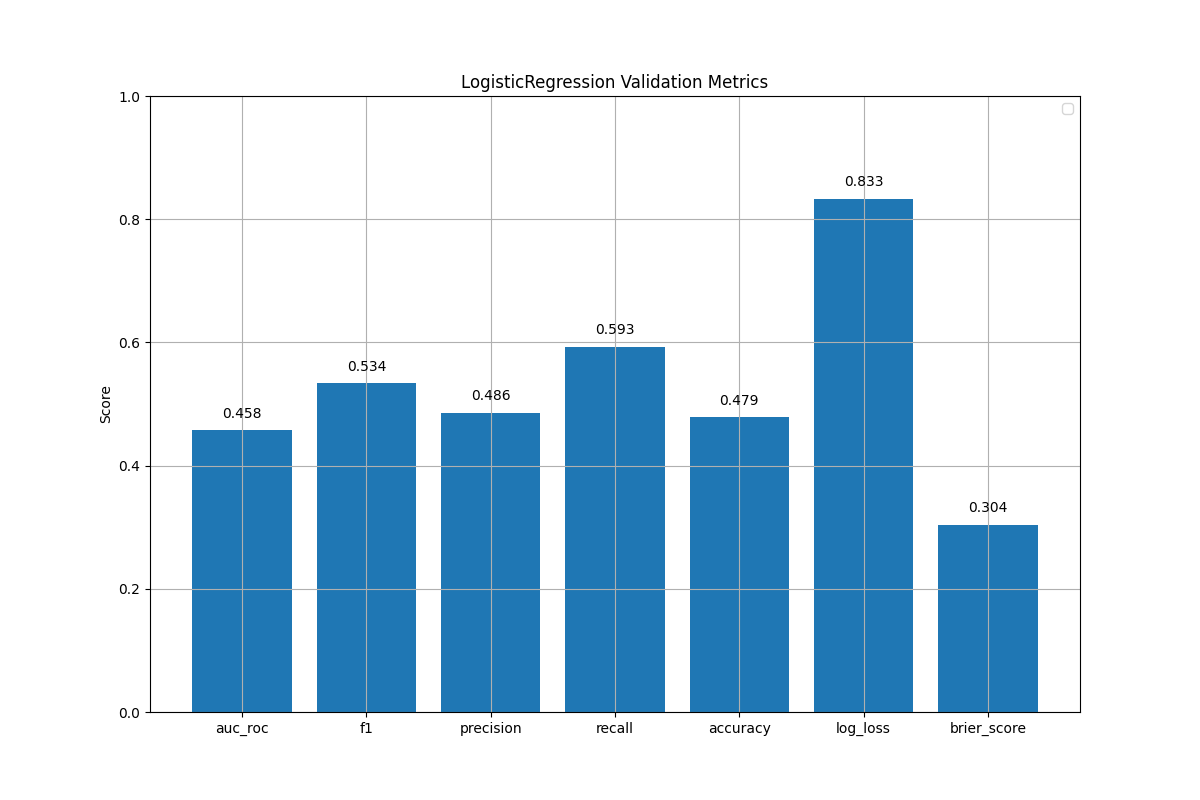 LogisticRegression Validation Metrics
1.0
0.8
0.6
0.4
0.2
0.0
Score
0.458
0.534
0.486
0.593
0.479
0.833
0.304
auc_roc
f1
precision
recall
accuracy
log_loss
brier_score